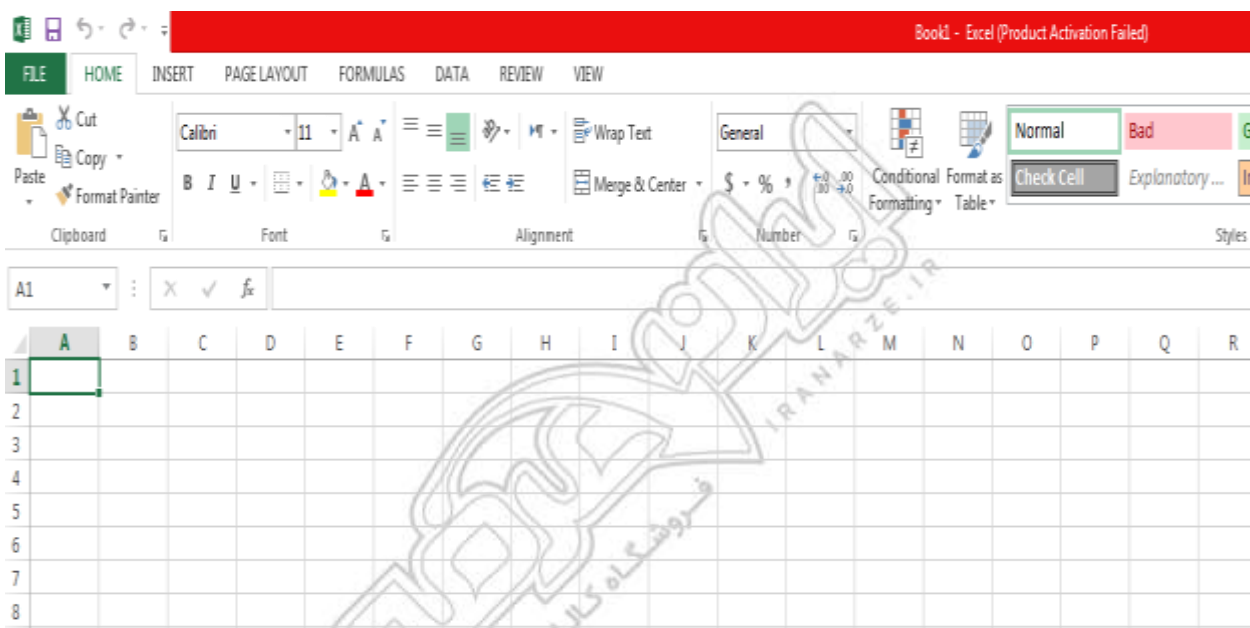 Book1 - Excel (Product Activation Failed)
FILE HOME INSERT PAGE LAYOUT FORMULAS DATA REVIEW VIEW
Cut
Copy
Format Painter
Paste
Calibri 11
B I U A
Wrap Text
Merge & Center
General
$ % ,
Conditional Formatting
Format as Table
Normal Bad
Check Cell Explanatory ...
Clipboard Font Alignment Number Styles
A1 fx
A B C D E F G H I J K L M N O P Q R
1
2
3
4
5
6
7
8
IRANARZE.IR
فروشگاه